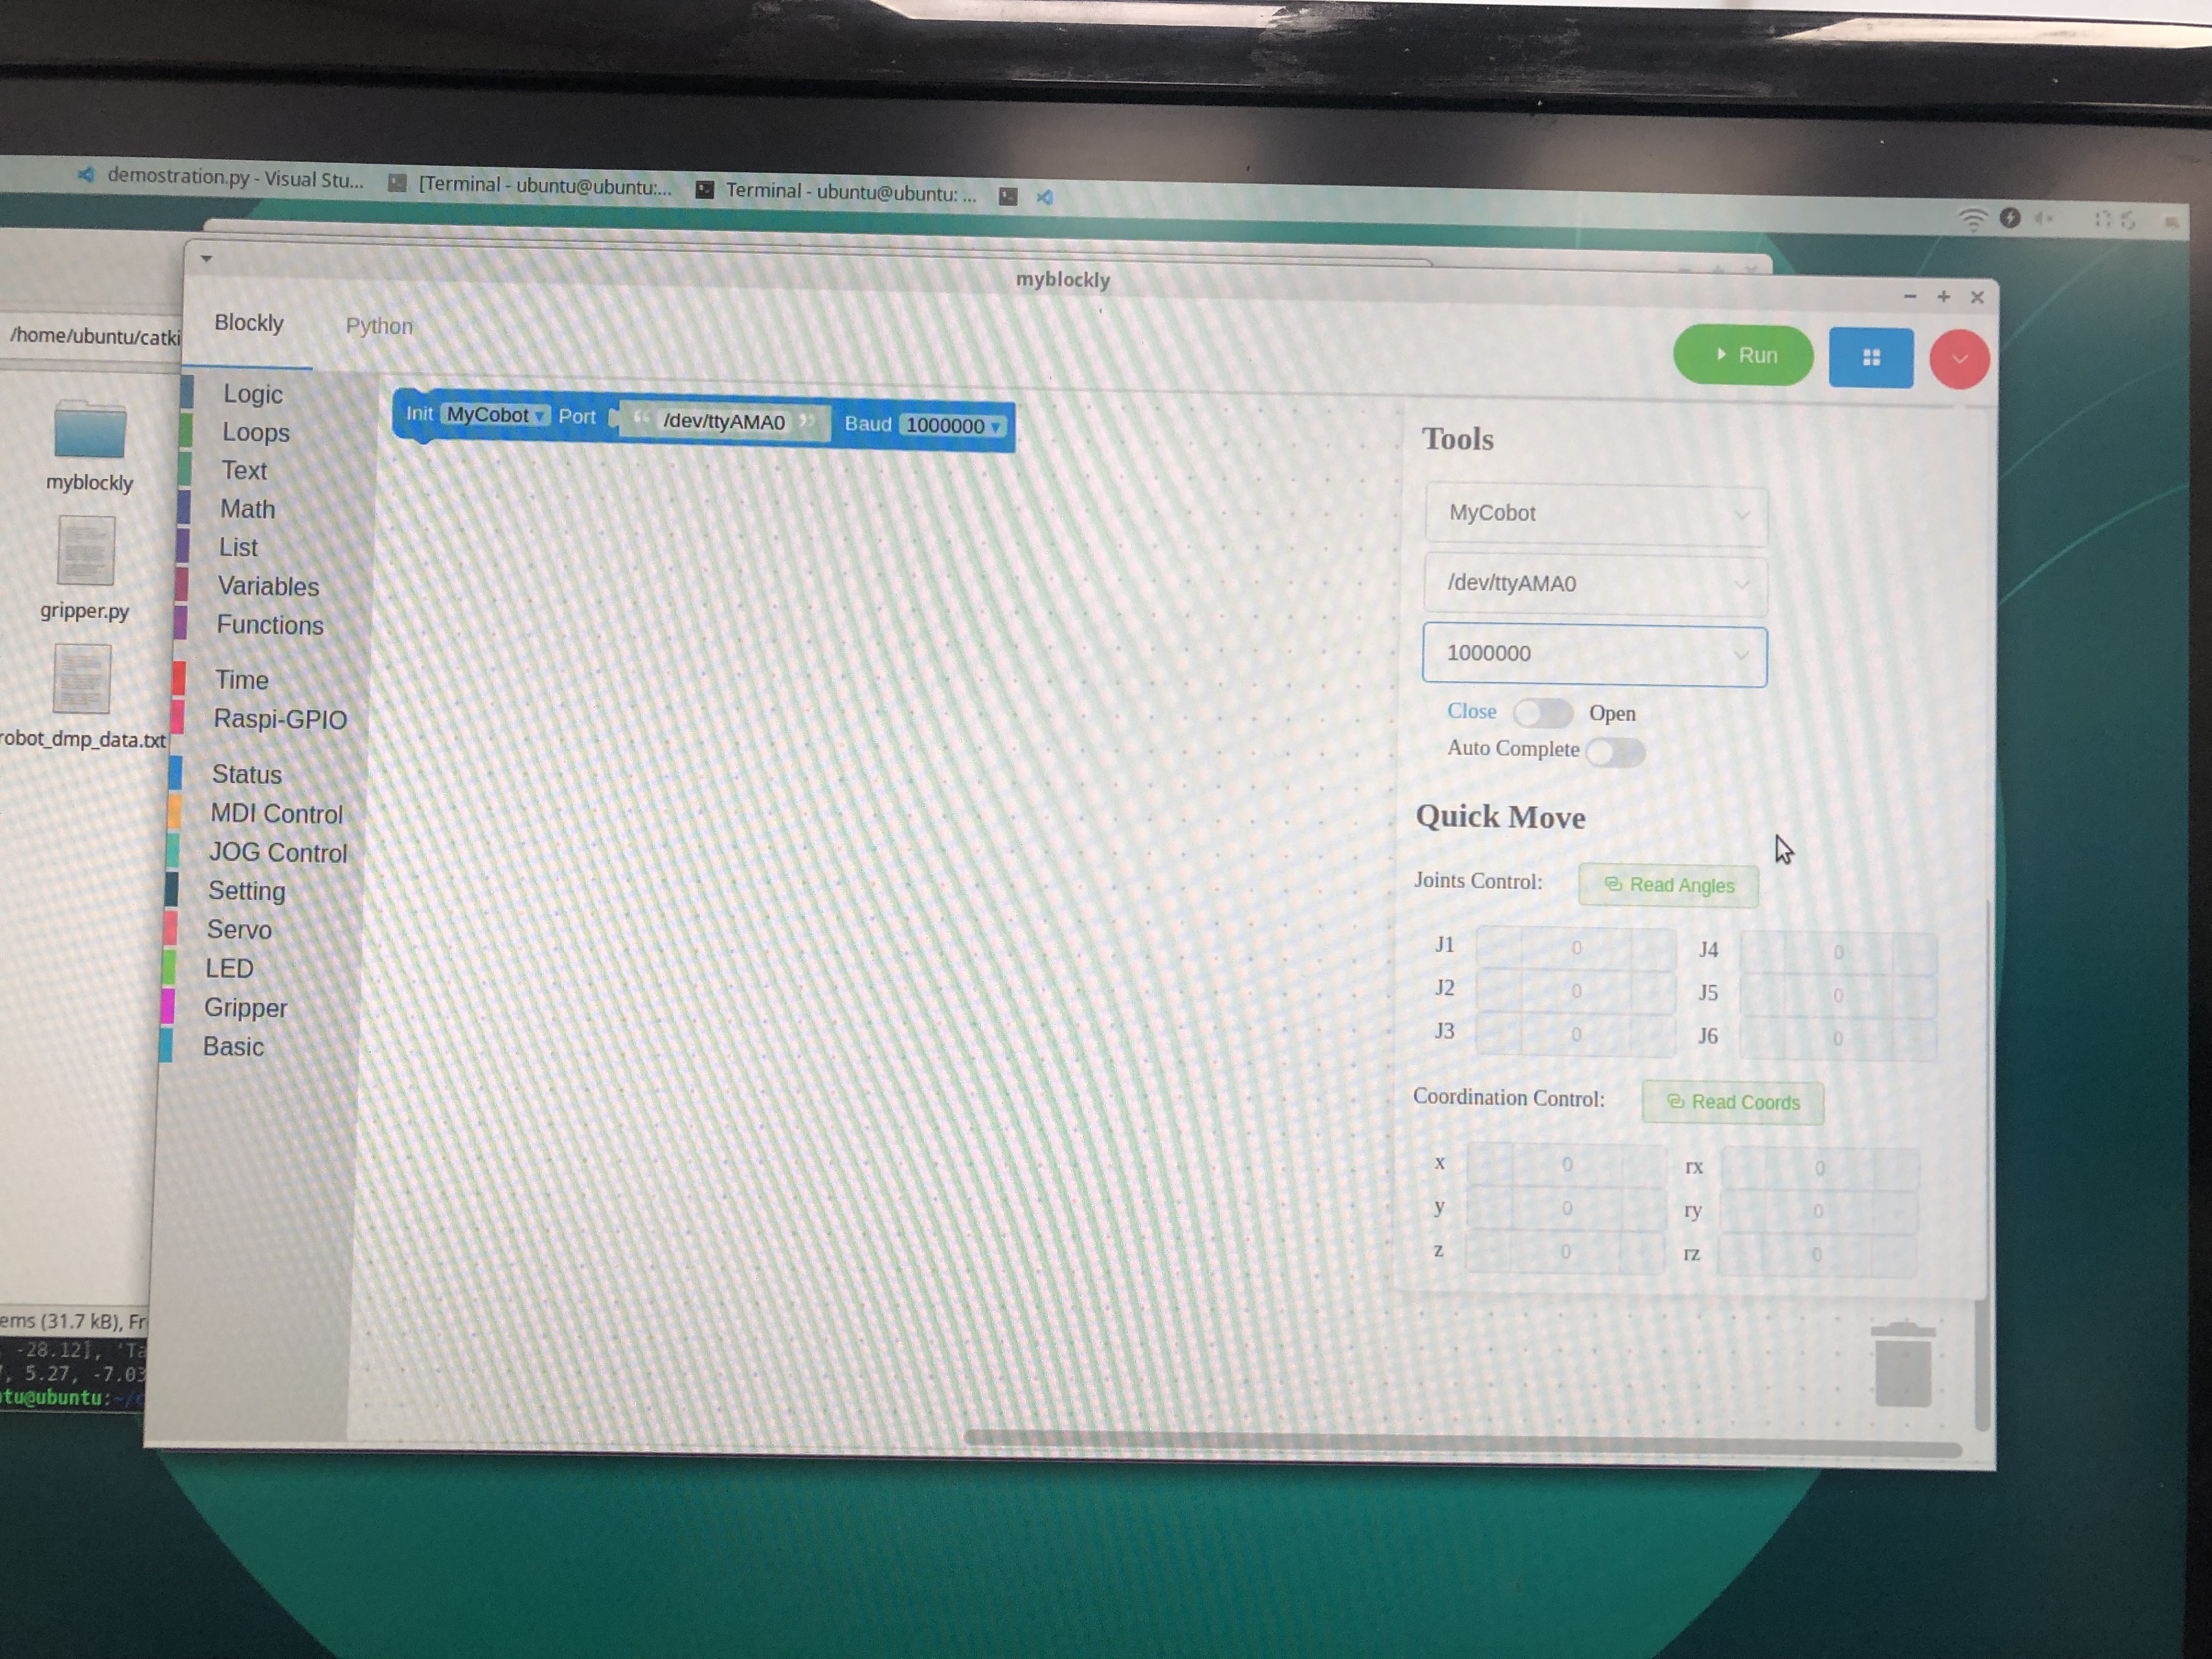 demostration.py - Visual Stu...
[Terminal - ubuntu@ubuntu:...
Terminal - ubuntu@ubuntu: ...
myblockly
/home/ubuntu/catki
myblockly
gripper.py
robot_dmp_data.txt
ems (31.7 kB), Fr
-28.12], 'Ta
, 5.27, -7.03
tu@ubuntu:~/
Blockly
Python
Run
Logic
Loops
Text
Math
List
Variables
Functions
Time
Raspi-GPIO
Status
MDI Control
JOG Control
Setting
Servo
LED
Gripper
Basic
Init MyCobot Port “ /dev/ttyAMA0 ” Baud 1000000
Tools
MyCobot
/dev/ttyAMA0
1000000
Close Open
Auto Complete
Quick Move
Joints Control: Read Angles
J1 0 J4 0
J2 0 J5 0
J3 0 J6 0
Coordination Control: Read Coords
x 0 rx 0
y 0 ry 0
z 0 rz 0